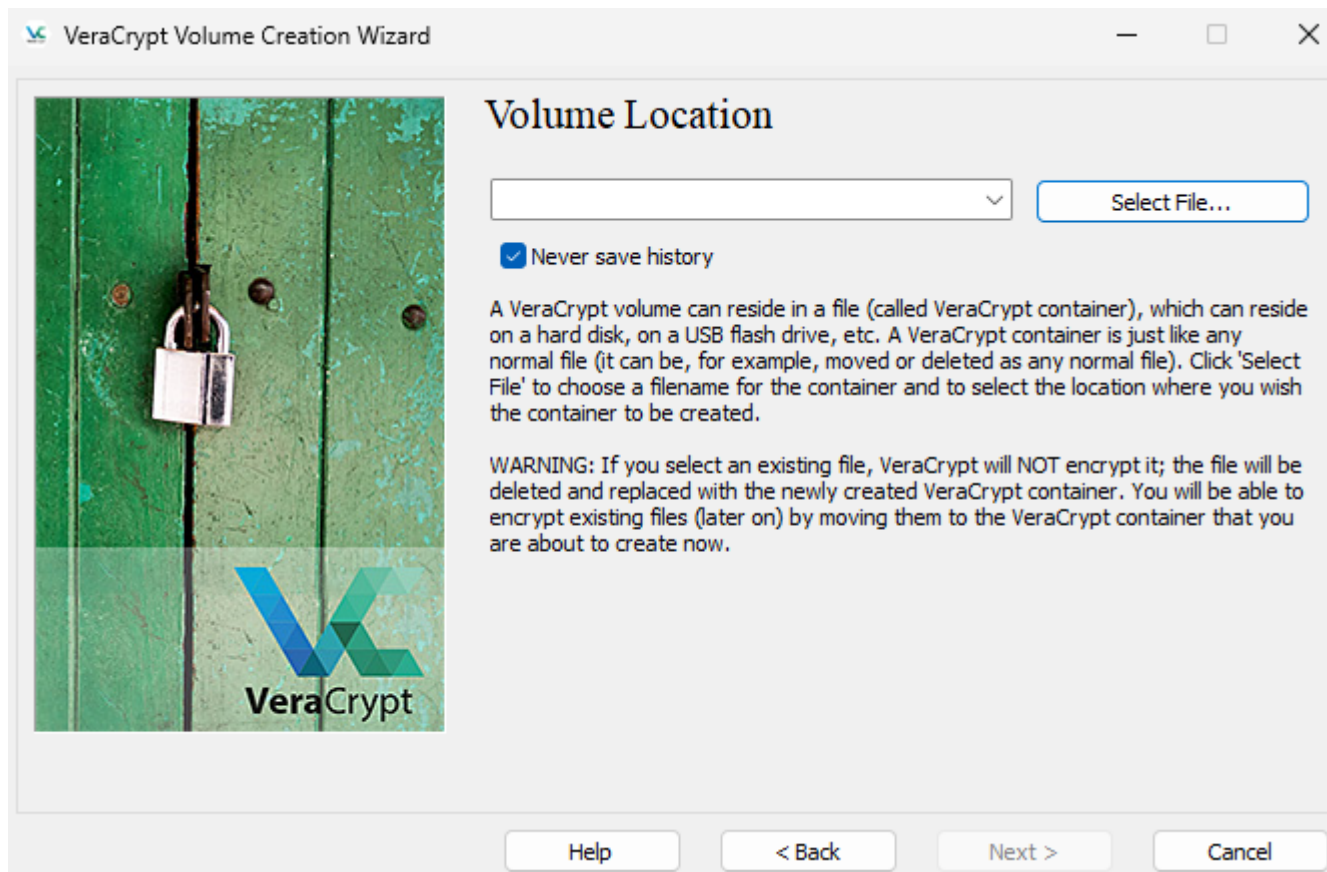 VeraCrypt Volume Creation Wizard
Volume Location
Select File...
Never save history
A VeraCrypt volume can reside in a file (called VeraCrypt container), which can reside
on a hard disk, on a USB flash drive, etc. A VeraCrypt container is just like any
normal file (it can be, for example, moved or deleted as any normal file). Click 'Select
File' to choose a filename for the container and to select the location where you wish
the container to be created.
WARNING: If you select an existing file, VeraCrypt will NOT encrypt it; the file will be
deleted and replaced with the newly created VeraCrypt container. You will be able to
encrypt existing files (later on) by moving them to the VeraCrypt container that you
are about to create now.
VeraCrypt
Help
< Back
Next >
Cancel